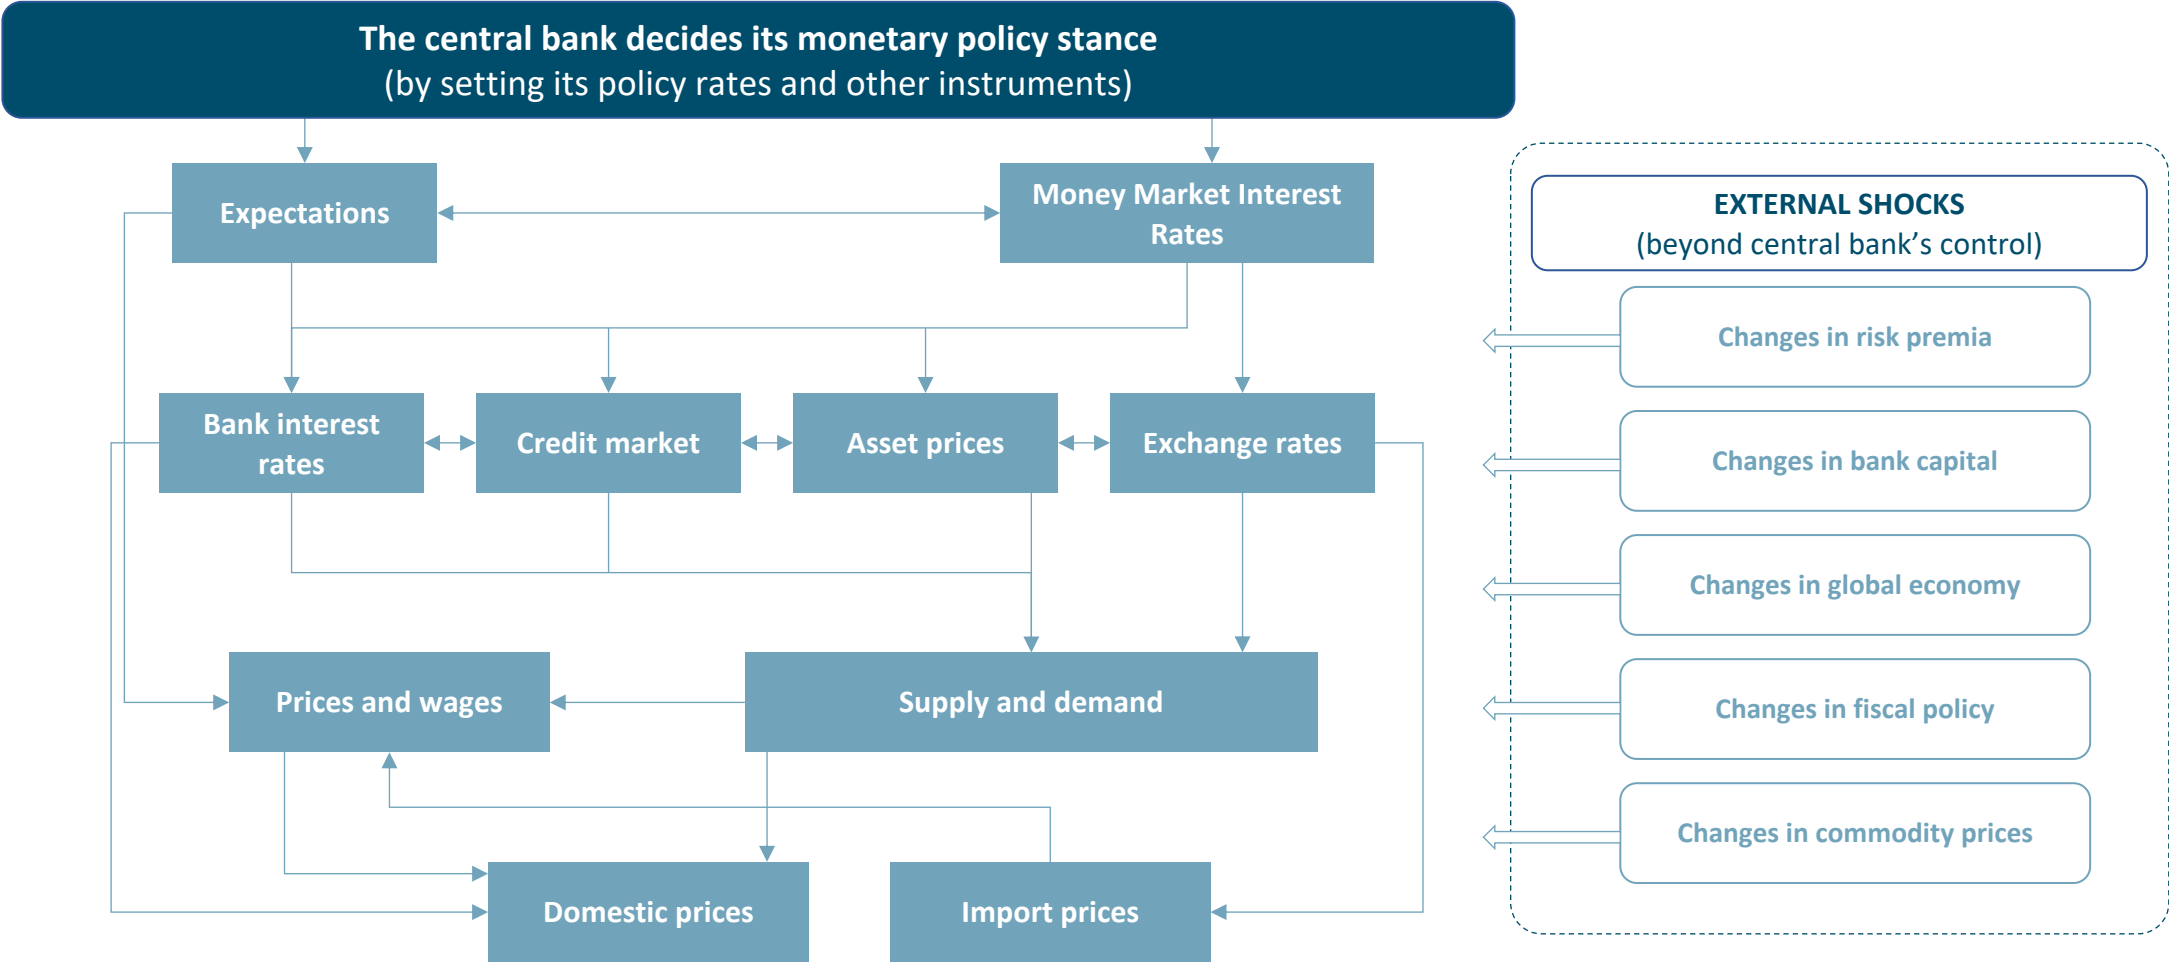 The central bank decides its monetary policy stance
(by setting its policy rates and other instruments)
Expectations
Money Market Interest
Rates
Bank interest
rates
Credit market
Asset prices
Exchange rates
Prices and wages
Supply and demand
Domestic prices
Import prices
EXTERNAL SHOCKS
(beyond central bank’s control)
Changes in risk premia
Changes in bank capital
Changes in global economy
Changes in fiscal policy
Changes in commodity prices